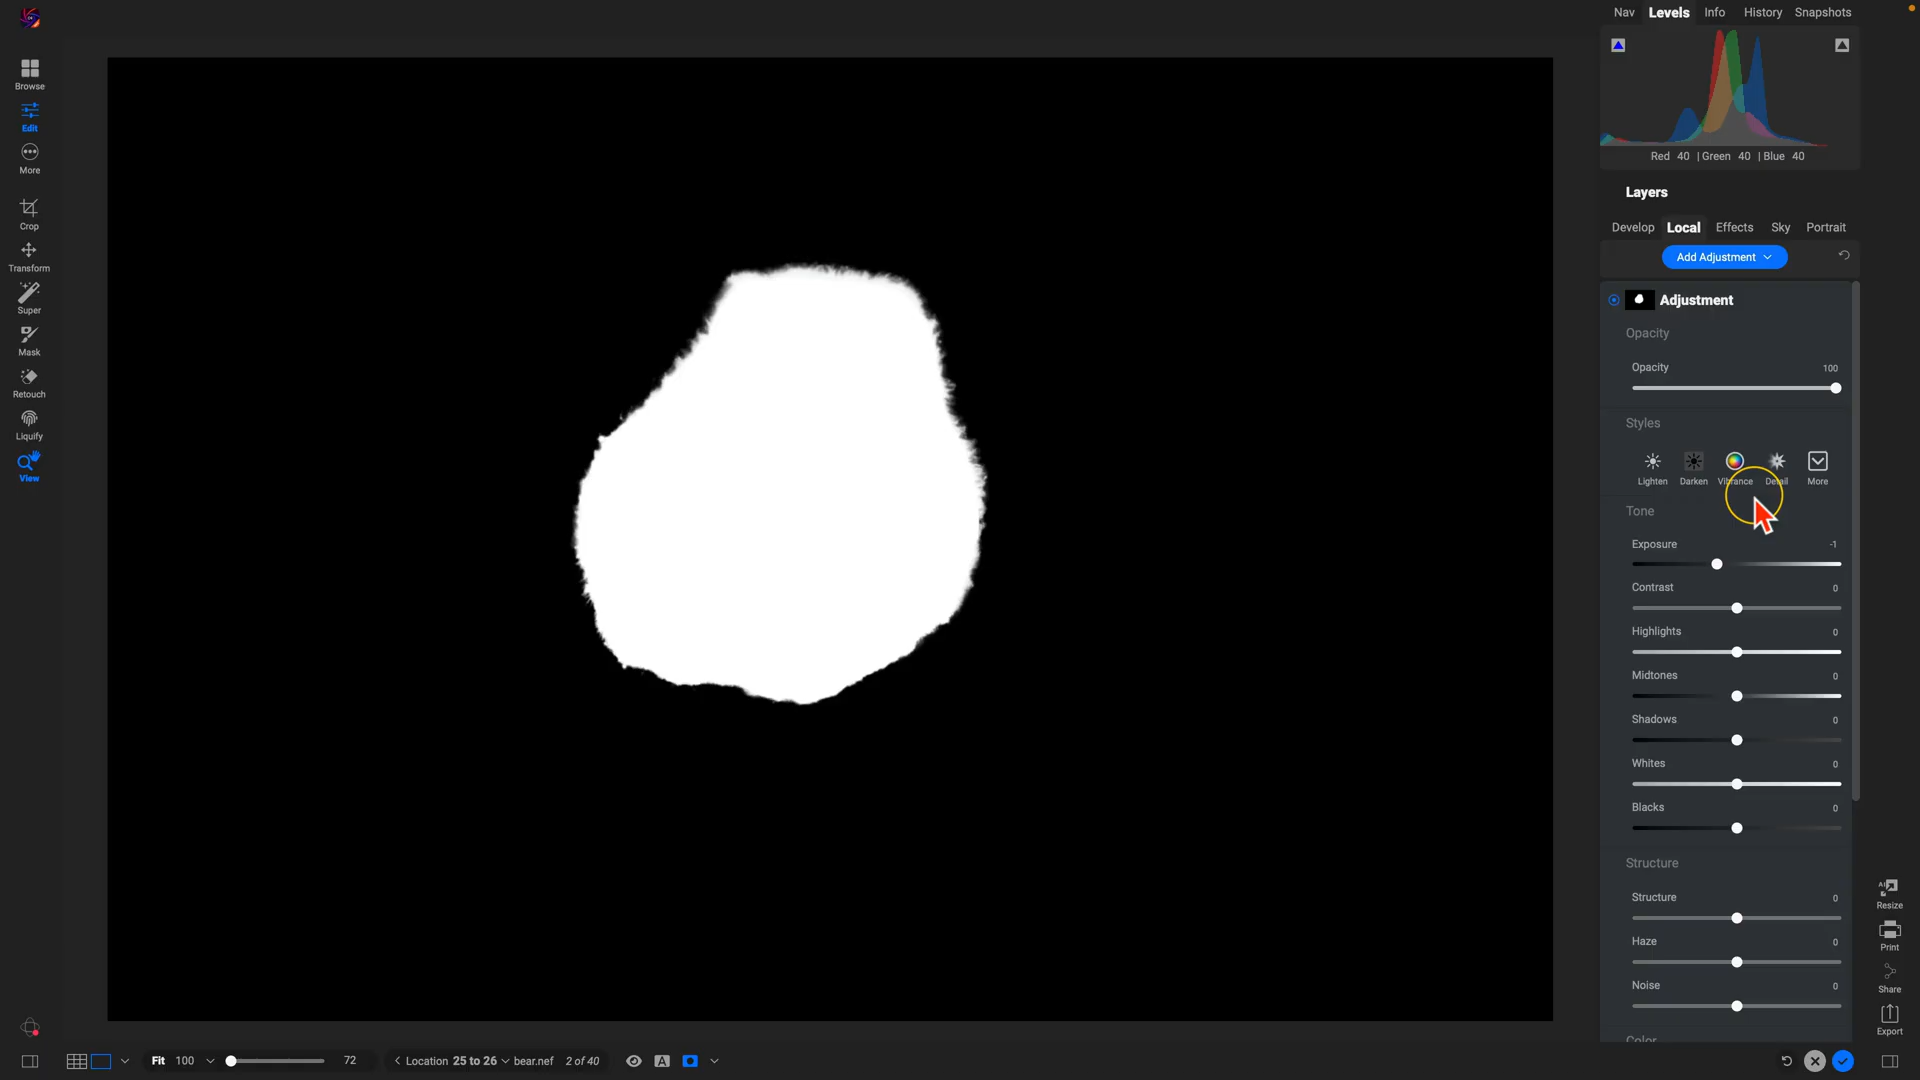 Nav Levels Info History Snapshots
Browse
Edit
More
Crop
Transform
Super
Mask
Retouch
Liquify
View
Red 40 | Green 40 | Blue 40
Layers
Develop Local Effects Sky Portrait
Add Adjustment
Adjustment
Opacity
Opacity 100
Styles
Lighten Darken Vibrance Detail More
Tone
Exposure -1
Contrast 0
Highlights 0
Midtones 0
Shadows 0
Whites 0
Blacks 0
Structure
Structure 0
Haze 0
Noise 0
Color
AI
Resize
Print
Share
Export
Fit 100 72 Location 25 to 26 bear.nef 2 of 40 A